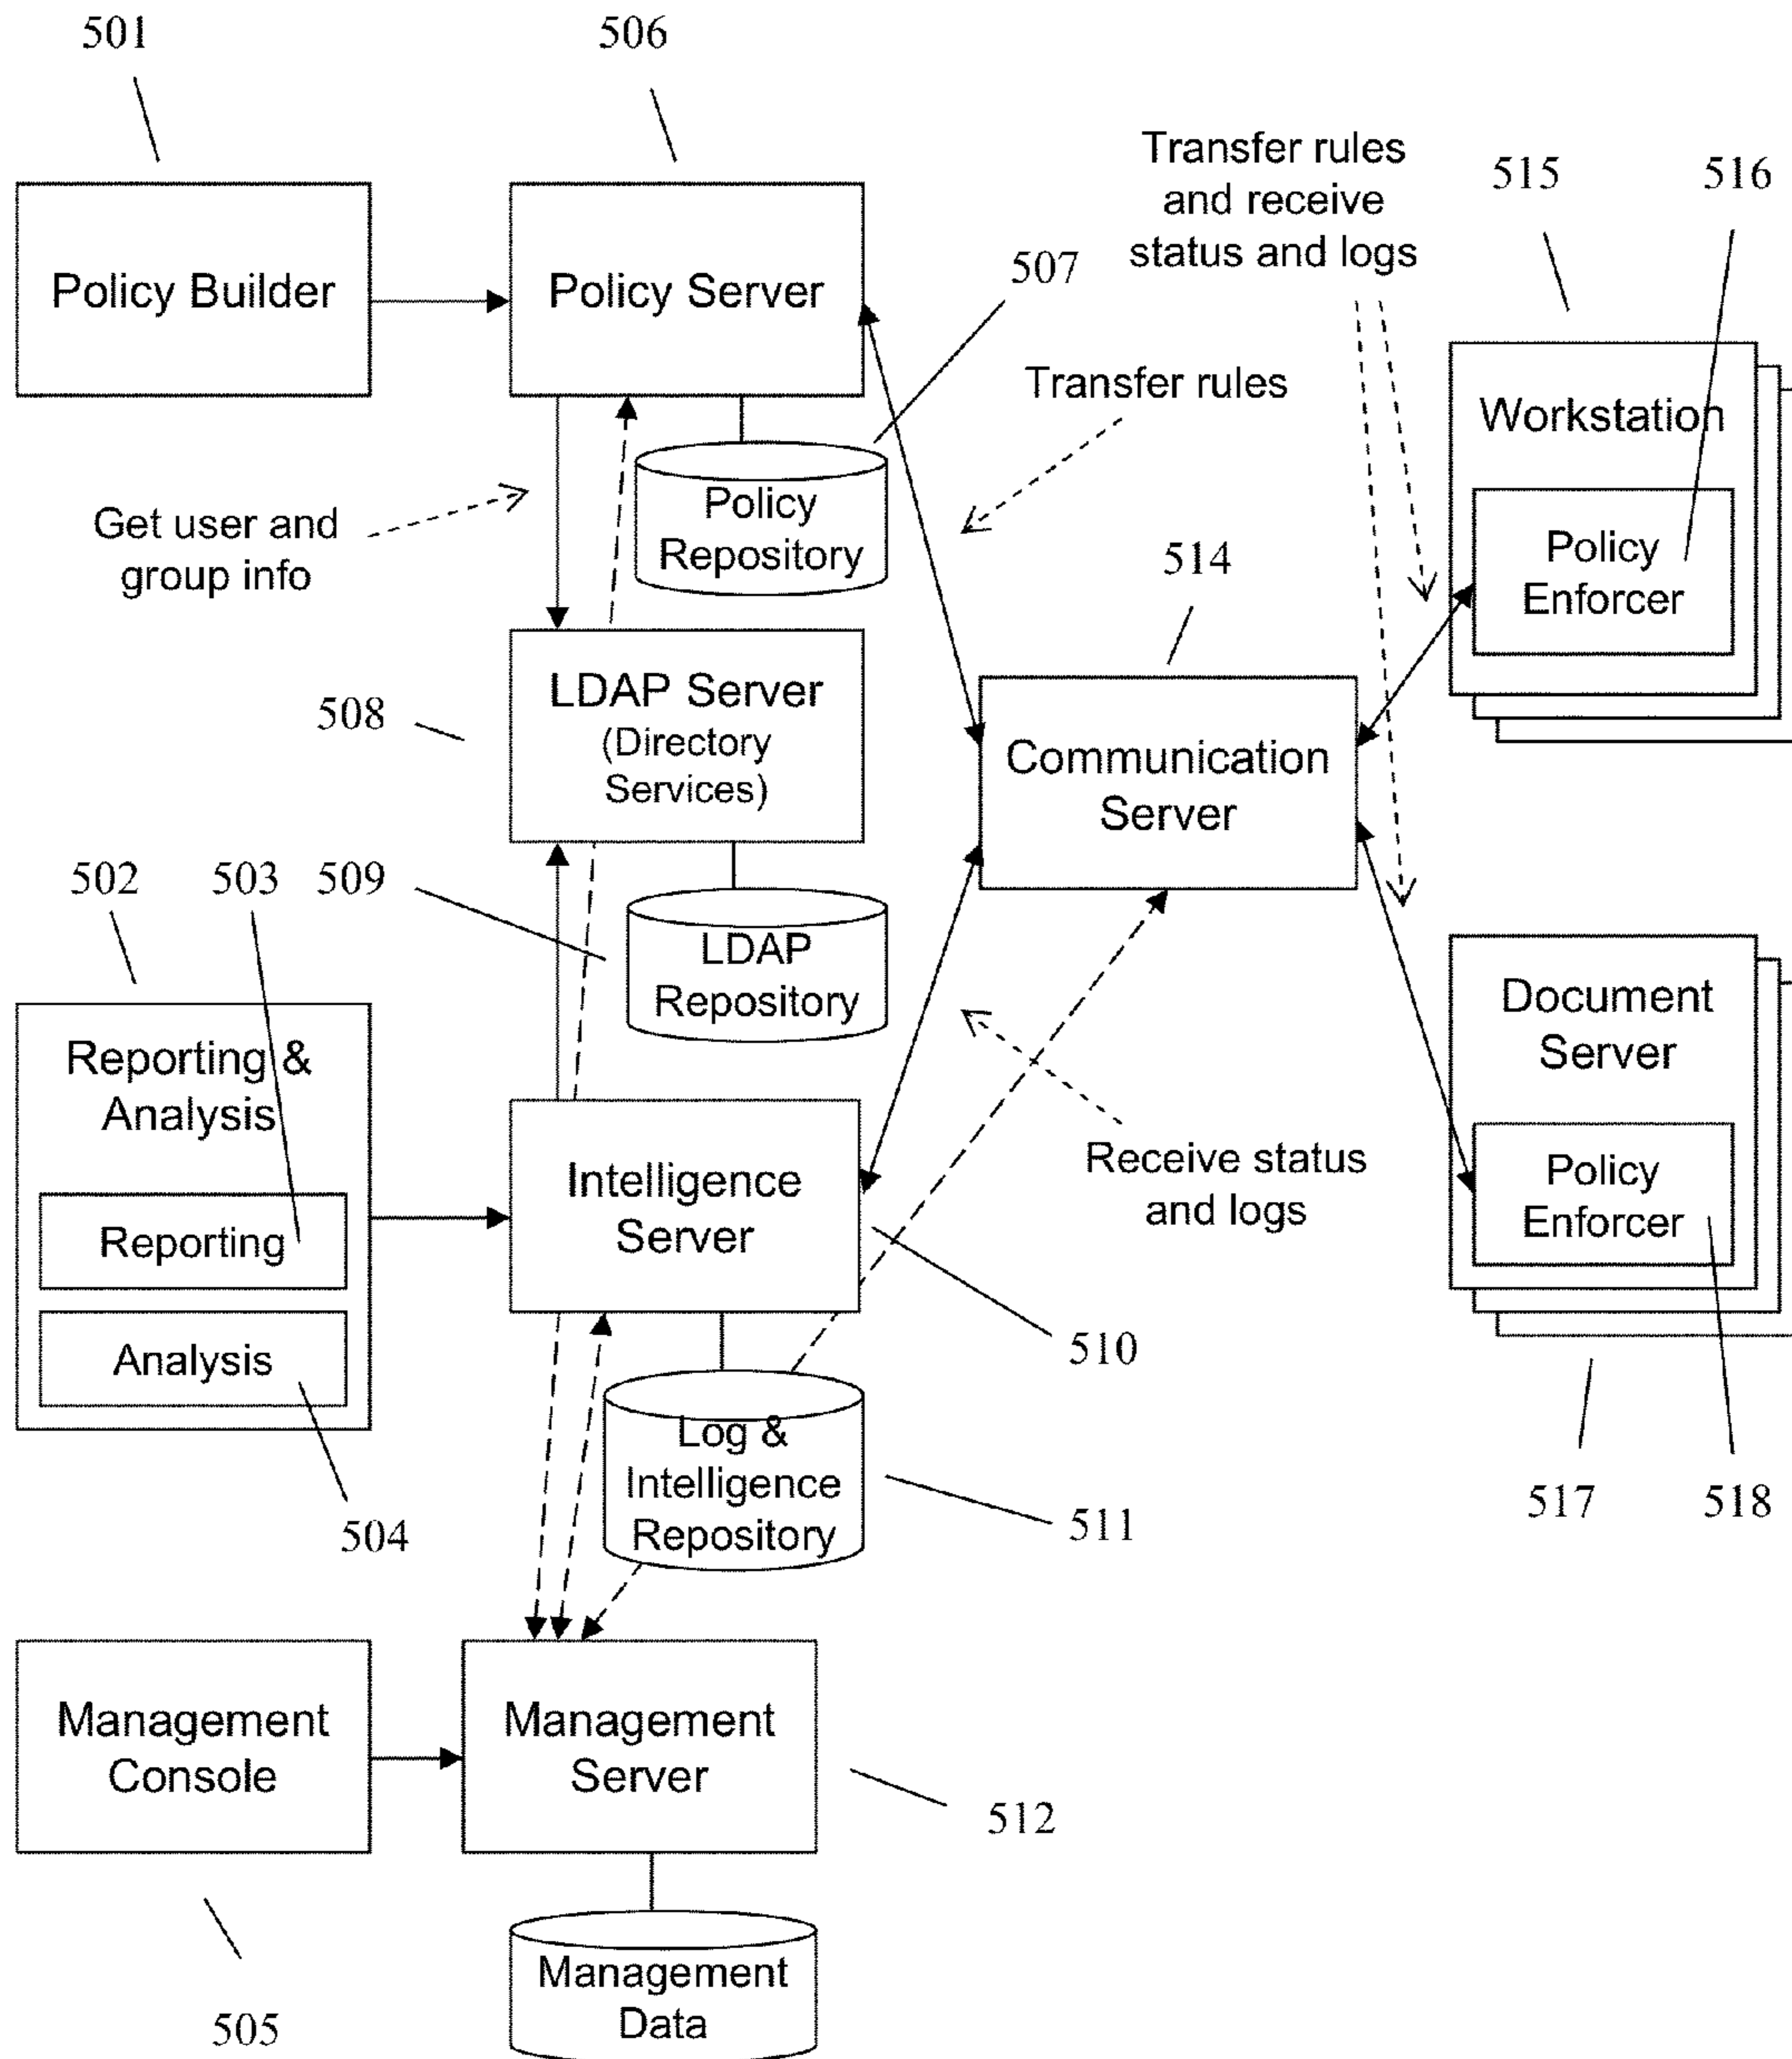 501
506
Transfer rules
and receive
status and logs
515
516
Policy Builder
Policy Server
507
Transfer rules
Workstation
Policy
Repository
Get user and
group info
514
Policy
Enforcer
508
LDAP Server
(Directory
Services)
Communication
Server
502
503
509
LDAP
Repository
Document
Server
Reporting &
Analysis
Intelligence
Server
Receive status
and logs
Policy
Enforcer
Reporting
Analysis
510
Log &
Intelligence
Repository
504
511
517
518
Management
Console
Management
Server
512
505
Management
Data